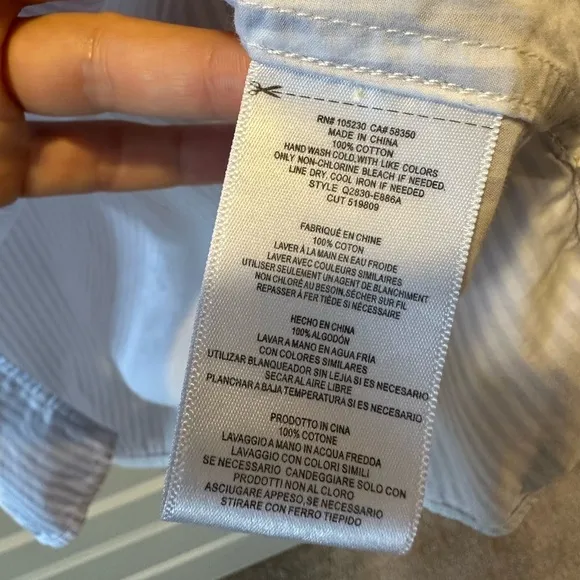 RN# 105230 CA# 58350
MADE IN CHINA
100% COTTON
HAND WASH COLD, WITH LIKE COLORS
ONLY NON-CHLORINE BLEACH IF NEEDED.
LINE DRY. COOL IRON IF NEEDED
STYLE Q2830-E886A
CUT 519809
FABRIQUÉ EN CHINE
100% COTON
LAVER À LA MAIN EN EAU FROIDE
LAVER AVEC COULEURS SIMILAIRES
UTILISER SEULEMENT UN AGENT DE BLANCHIMENT
NON CHLORÉ AU BESOIN, SÉCHER SUR FIL
REPASSER À FER TIÈDE SI NÉCESSAIRE
HECHO EN CHINA
100% ALGODÓN
LAVAR A MANO EN AGUA FRÍA
CON COLORES SIMILARES
UTILIZAR BLANQUEADOR SIN LEJIA SI ES NECESARIO
SECAR AL AIRE LIBRE
PLANCHAR A BAJA TEMPERATURA SI ES NECESARIO
PRODOTTO IN CINA
100% COTONE
LAVAGGIO A MANO IN ACQUA FREDDA
LAVAGGIO CON COLORI SIMILI
SE NECESSARIO CANDEGGIARE SOLO CON
PRODOTTI NON AL CLORO
ASCIUGARE APPESO, SE NECESSARIO
STIRARE CON FERRO TIEPIDO